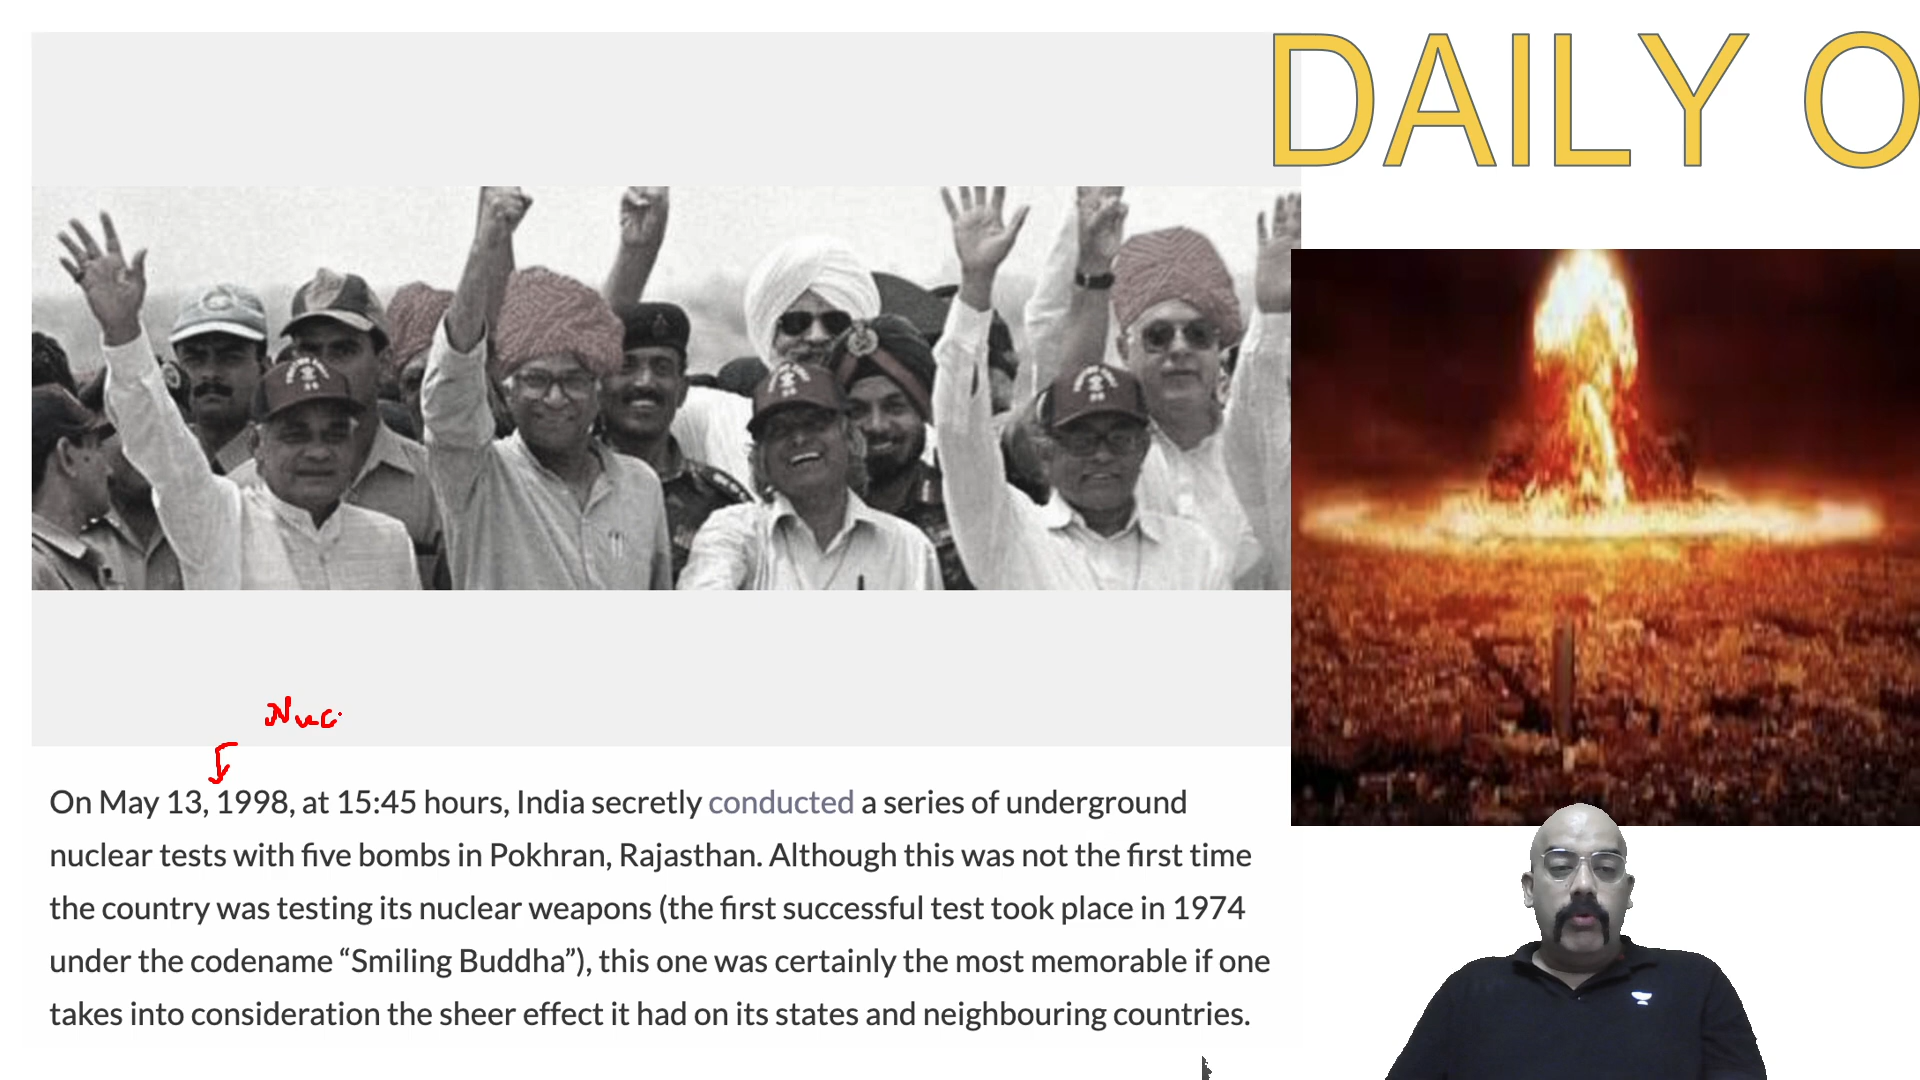 DAILY O
Nuc
On May 13, 1998, at 15:45 hours, India secretly conducted a series of underground
nuclear tests with five bombs in Pokhran, Rajasthan. Although this was not the first time
the country was testing its nuclear weapons (the first successful test took place in 1974
under the codename “Smiling Buddha”), this one was certainly the most memorable if one
takes into consideration the sheer effect it had on its states and neighbouring countries.